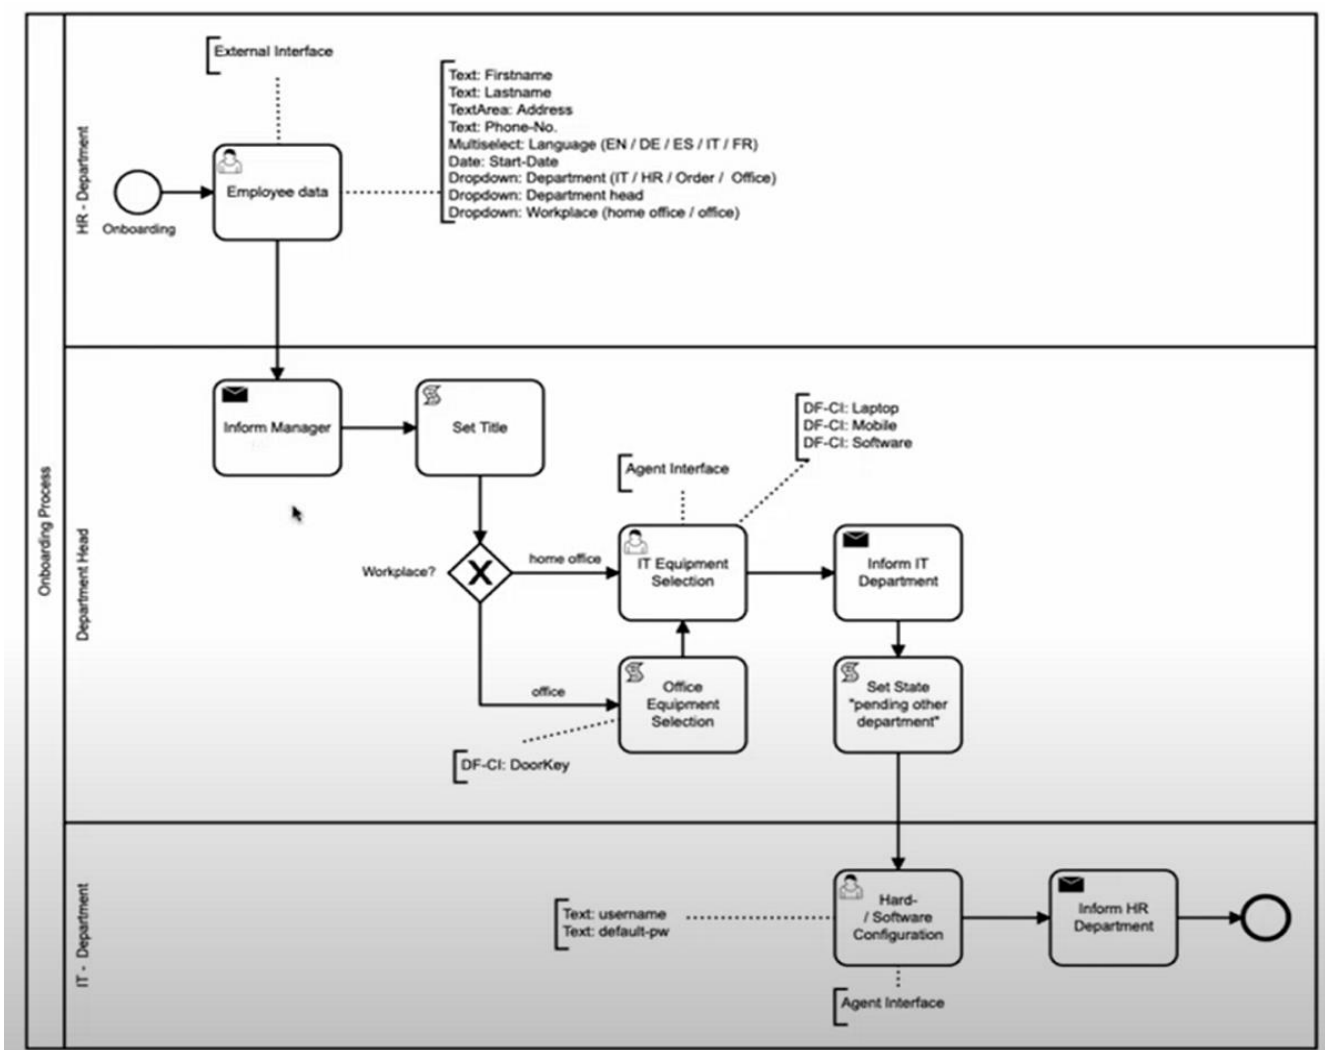 Onboarding Process
HR - Department
External Interface
Text: Firstname
Text: Lastname
TextArea: Address
Text: Phone-No.
Multiselect: Language (EN / DE / ES / IT / FR)
Date: Start-Date
Dropdown: Department (IT / HR / Order / Office)
Dropdown: Department head
Dropdown: Workplace (home office / office)
Employee data
Onboarding
Department Head
Inform Manager
Set Title
DF-CI: Laptop
DF-CI: Mobile
DF-CI: Software
Agent Interface
Workplace?
X
home office
IT Equipment
Selection
Inform IT
Department
office
Office
Equipment
Selection
Set State
"pending other
department"
DF-CI: DoorKey
IT - Department
Text: username
Text: default-pw
Hard-
/ Software
Configuration
Inform HR
Department
Agent Interface